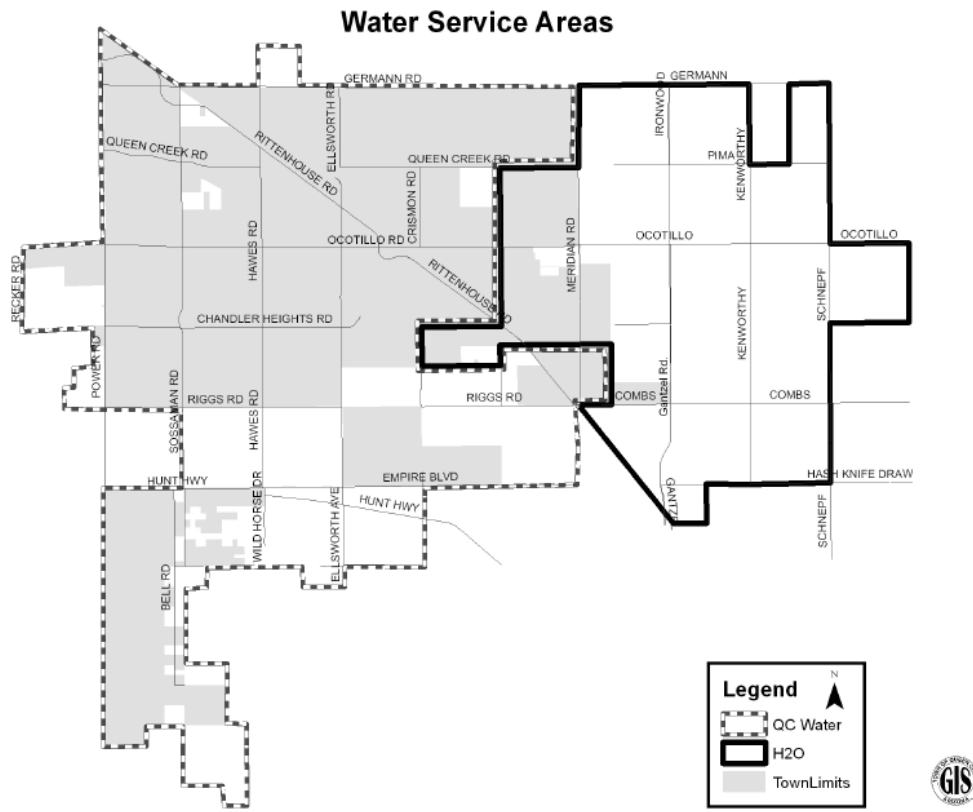 Water Service Areas
GERMANN RD
GERMANN
IRONWOOD
ELLSWORTH RD
RITTENHOUSE RD
QUEEN CREEK RD
QUEEN CREEK RD
PIMA
KENWORTHY
CRISMON RD
HAWES RD
OCOTILLO RD
MERIDIAN RD
OCOTILLO
OCOTILLO
RECKER RD
RITTENHOUSE RD
SCHNEPF
CHANDLER HEIGHTS RD
KENWORTHY
POWER RD
SOSSAMAN RD
HAWES RD
Gantzel Rd.
RIGGS RD
RIGGS RD
COMBS
COMBS
HUNT HWY
EMPIRE BLVD
HASH KNIFE DRAW
WILD HORSE DR
ELLSWORTH AVE
HUNT HWY
SCHNEPF
BELL RD
Legend
N
QC Water
H2O
TownLimits
GIS